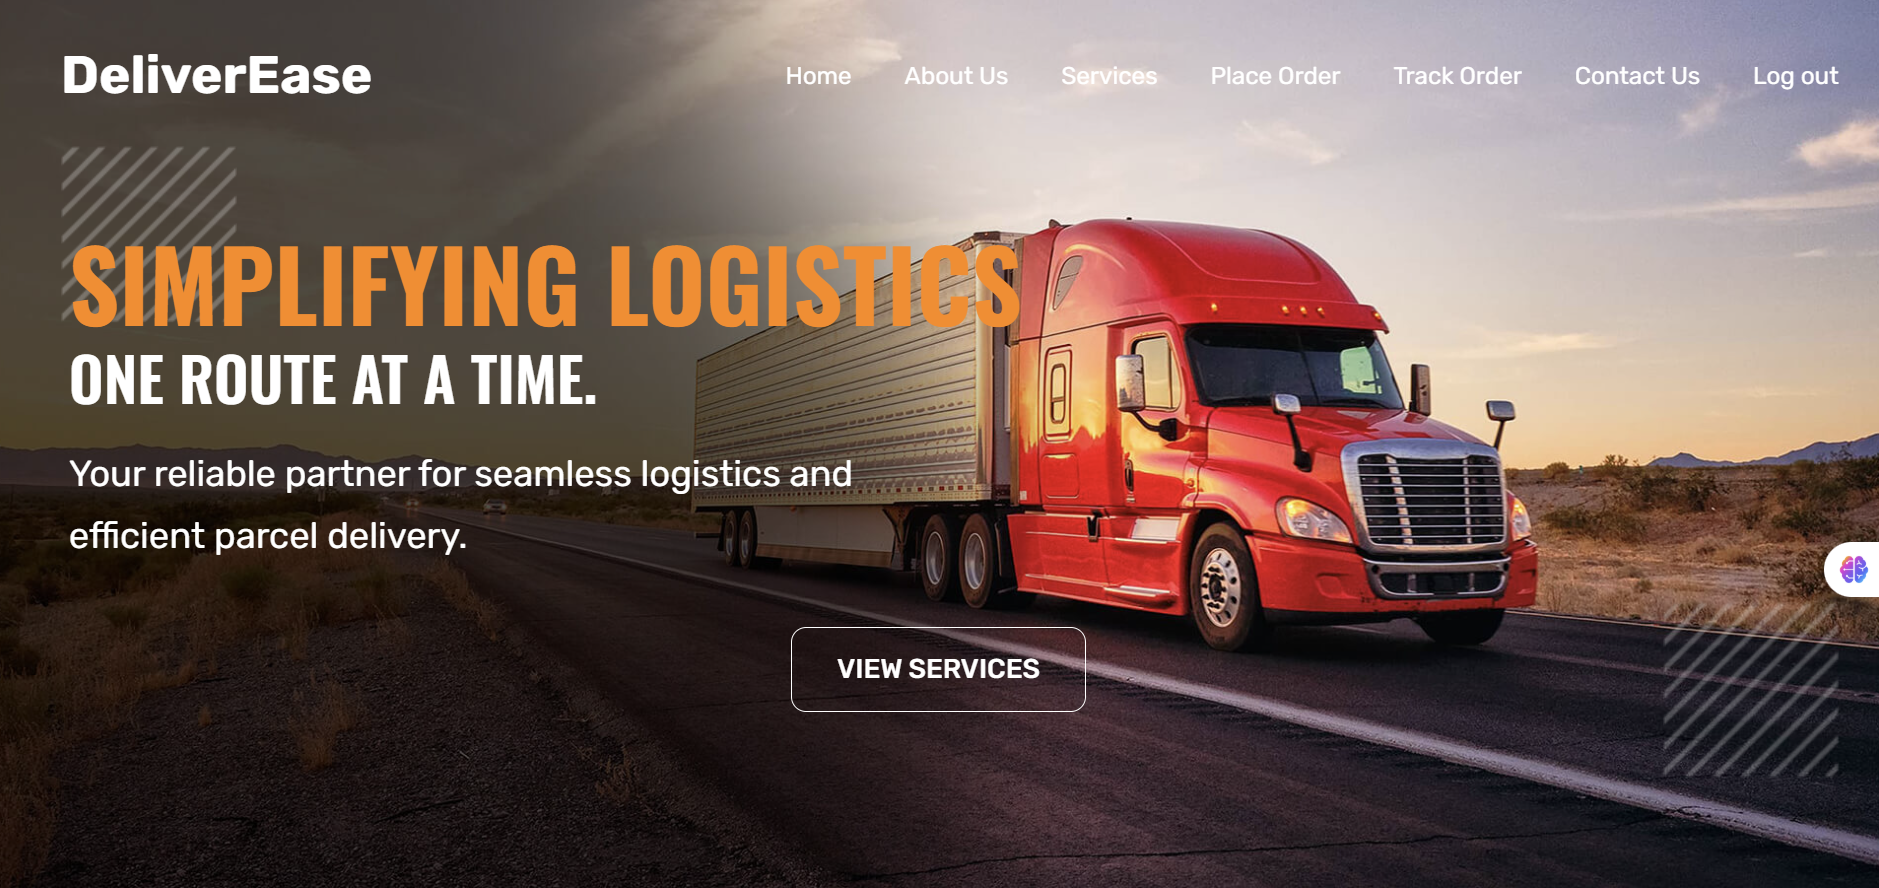 DeliverEase
Home About Us Services Place Order Track Order Contact Us Log out
SIMPLIFYING LOGISTICS
ONE ROUTE AT A TIME.
Your reliable partner for seamless logistics and
efficient parcel delivery.
VIEW SERVICES